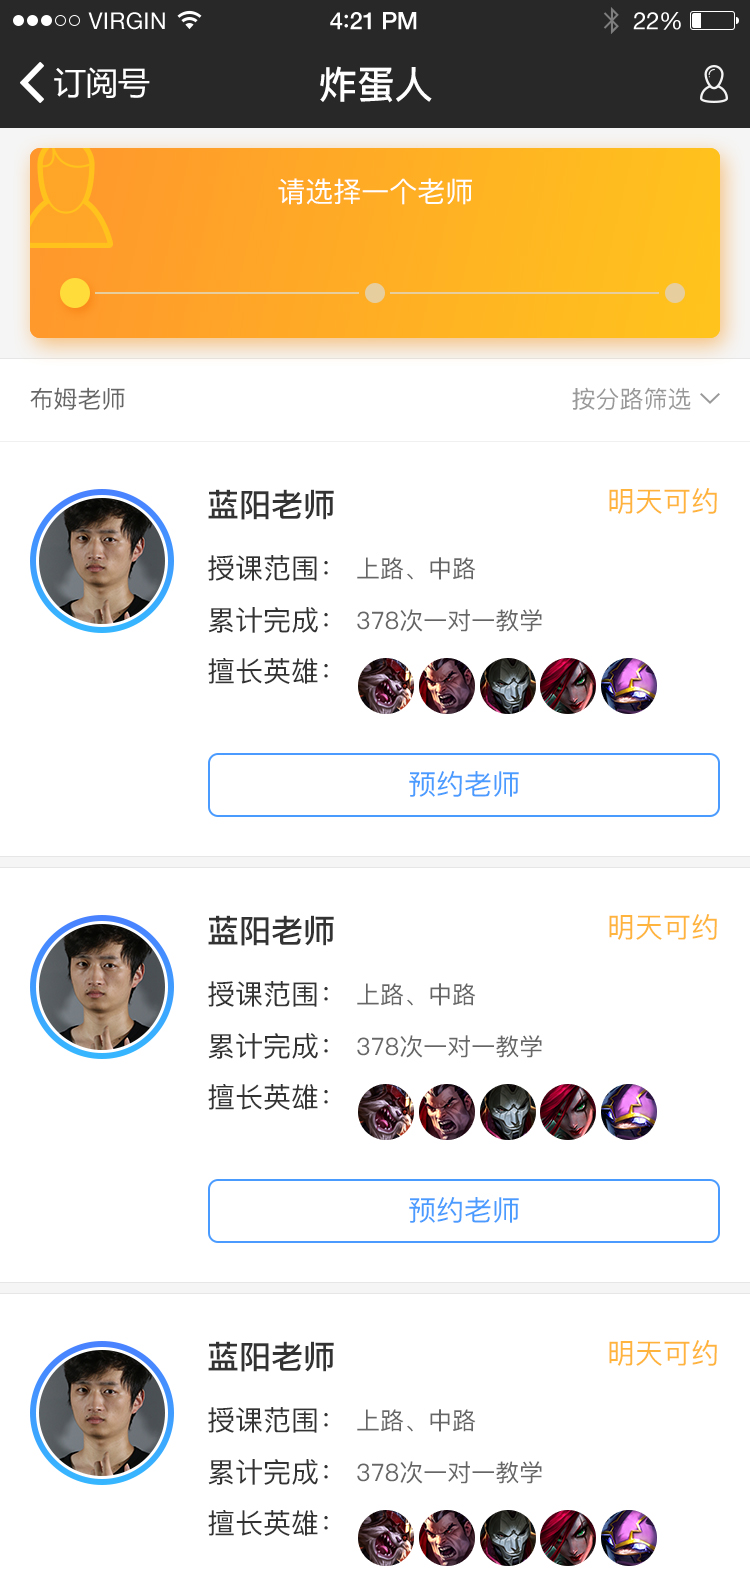 VIRGIN 4:21 PM 22%
订阅号 炸蛋人
请选择一个老师
布姆老师 按分路筛选
蓝阳老师 明天可约
授课范围： 上路、中路
累计完成： 378次一对一教学
擅长英雄：
预约老师
蓝阳老师 明天可约
授课范围： 上路、中路
累计完成： 378次一对一教学
擅长英雄：
预约老师
蓝阳老师 明天可约
授课范围： 上路、中路
累计完成： 378次一对一教学
擅长英雄：